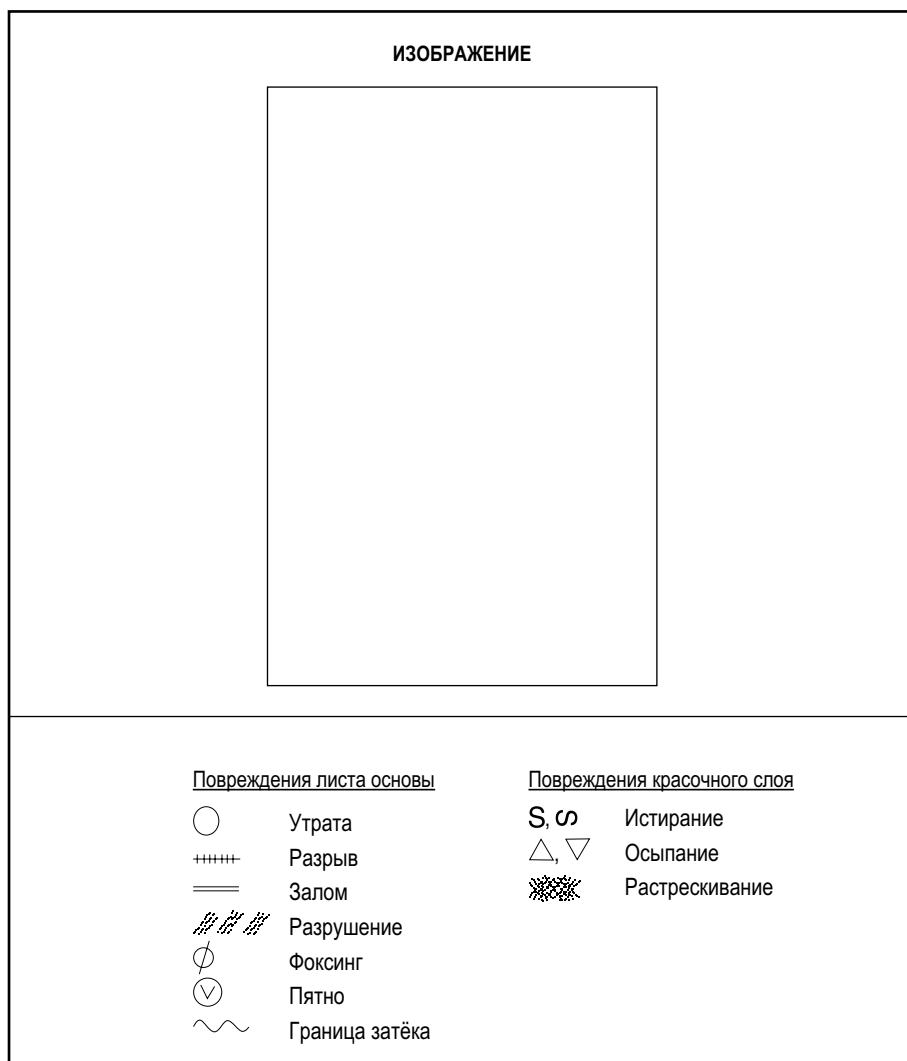 ИЗОБРАЖЕНИЕ
Повреждения листа основы
Утрата
Разрыв
Залом
Разрушение
Фоксинг
Пятно
Граница затёка
Повреждения красочного слоя
S, S Истирание
Осыпание
Растрескивание